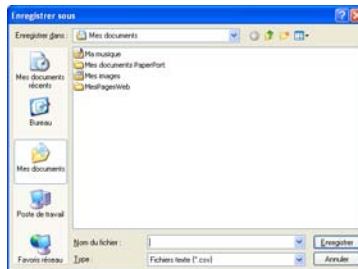 Enregistrer sous
Enregistrer dans :
Mes documents
Ma musique
Mes documents PaperPort
Mes images
MesPagesWeb
Mes documents
récents
Bureau
Mes documents
Poste de travail
Favoris réseau
Nom du fichier :
Enregistrer
Type :
Fichiers texte (*.csv)
Annuler